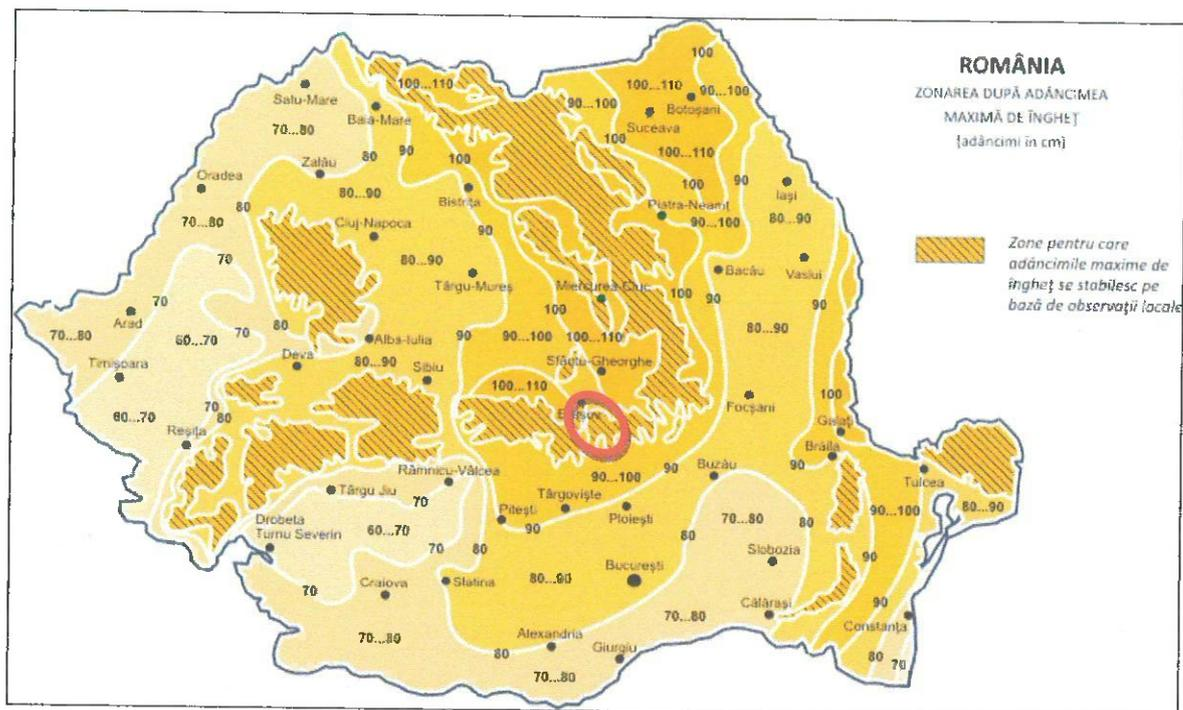 ROMÂNIA
ZONAREA DUPĂ ADÂNCIMEA
MAXIMĂ DE ÎNGHEȚ
(adâncimi în cm)
Zone pentru care
adâncimile maxime de
îngheț se stabilesc pe
bază de observații locale
100
100...110
90...100
100...110
90...100
Botoșani
Satu-Mare
Baia-Mare
Suceava
70...80
100
80
90
100
100...110
Zalău
100
90
Iași
Oradea
80...90
Bistrița
80
Piatra-Neamț
80...90
70...80
Cluj-Napoca
90
90...100
70
80...90
Bacău
Vaslui
Târgu-Mureș
Miercurea-Ciuc
100
90
90
70
100
Arad
70...80
60...70
70
80
Alba-Iulia
90
90...100
100...110
80...90
Deva
80...90
Sfântu-Gheorghe
Timișoara
Sibiu
100...110
100
60...70
70
80
Focșani
Reșița
Galați
Brăila
90
Râmnicu-Vâlcea
90...100
90
Buzău
Tulcea
Târgu Jiu
70
Târgoviște
80...90
Pitești
Ploiești
90...100
Drobeta
Turnu Severin
60...70
90
70...80
80
70
80
80
Slobozia
90
70
Craiova
Slatina
80...90
București
Călărași
90
70...80
70...80
Constanța
Alexandria
80
Giurgiu
80
70
70...80